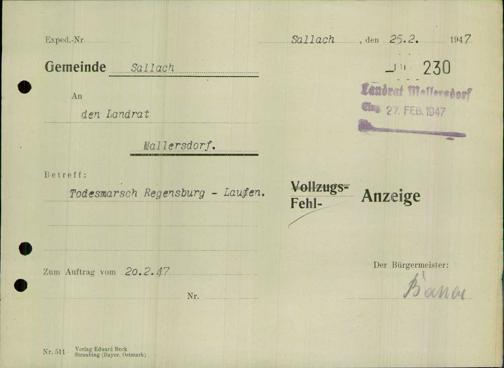 Exped.-Nr.
Sallach, den 25.2. 1947
Gemeinde Sallach
230
An
den Landrat
Mallersdorf.
Landrat Mallersdorf
Eing. 27. FEB. 1947
Betreff:
Todesmarsch Regensburg - Laufen.
Vollzugs-
Fehl-
Anzeige
Zum Auftrag vom 20.2.47
Nr.
Der Bürgermeister:
Nr. 511 Verlag Eduard Beck
Straubing (Bayer. Ostmark)